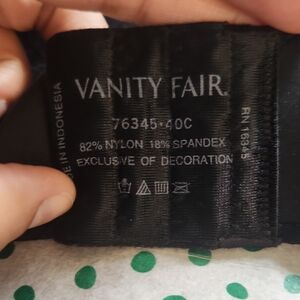 VANITY FAIR.
76345•40C
82% NYLON 18% SPANDEX
EXCLUSIVE OF DECORATION
IN INDONESIA
RN 16345